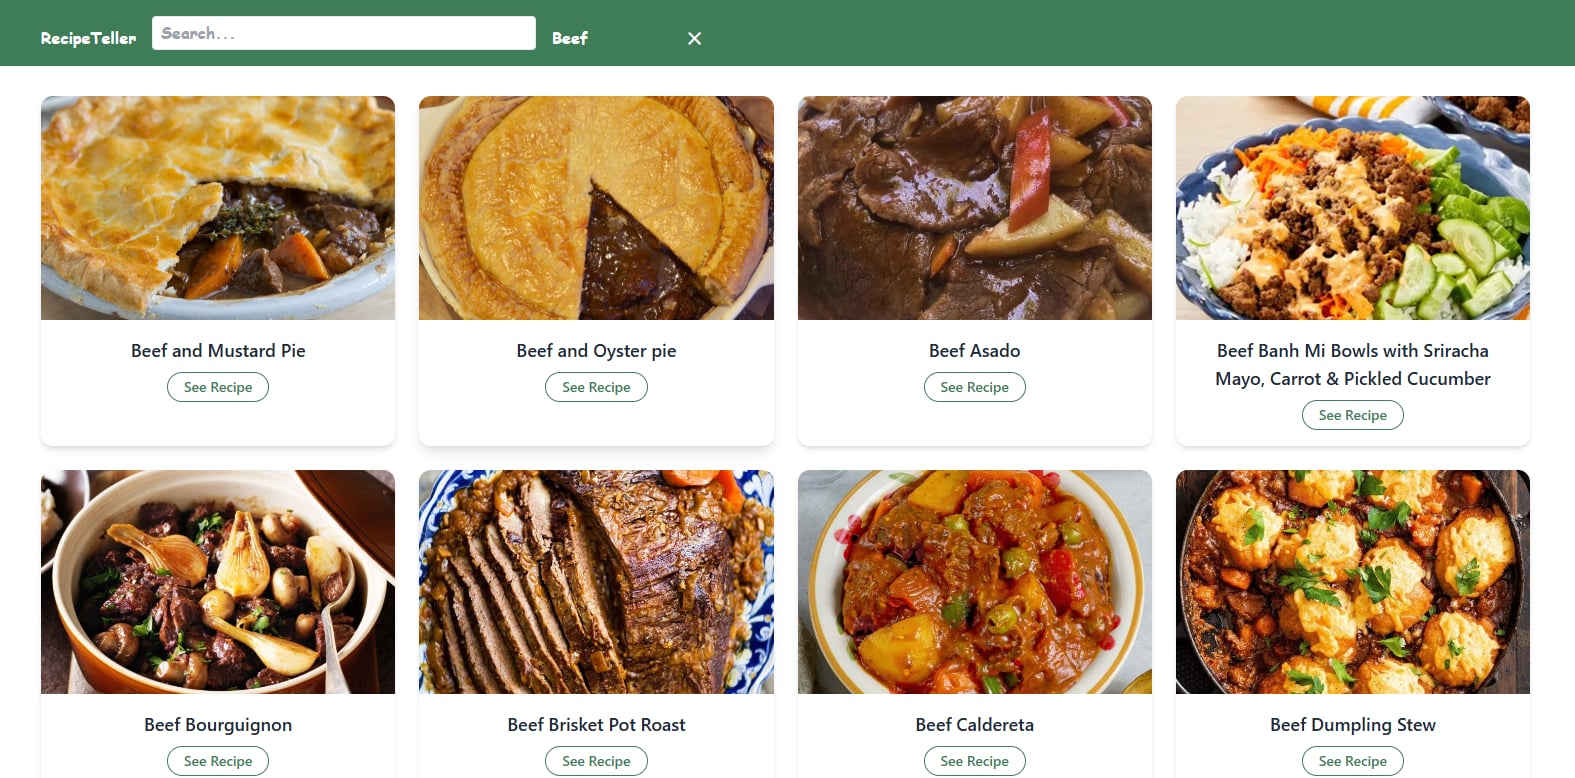 RecipeTeller
Search...
Beef
×
Beef and Mustard Pie
See Recipe
Beef and Oyster pie
See Recipe
Beef Asado
See Recipe
Beef Banh Mi Bowls with Sriracha
Mayo, Carrot & Pickled Cucumber
See Recipe
Beef Bourguignon
See Recipe
Beef Brisket Pot Roast
See Recipe
Beef Caldereta
See Recipe
Beef Dumpling Stew
See Recipe